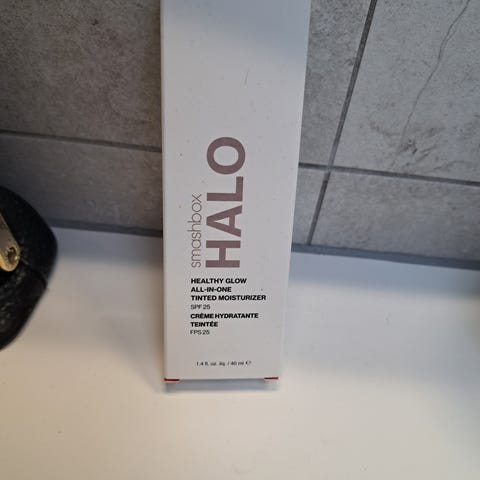 smashbox
HALO
HEALTHY GLOW
ALL-IN-ONE
TINTED MOISTURIZER
SPF 25
CRÈME HYDRATANTE
TEINTÉE
FPS 25
1.4 fl. oz. liq. / 40 ml ℮